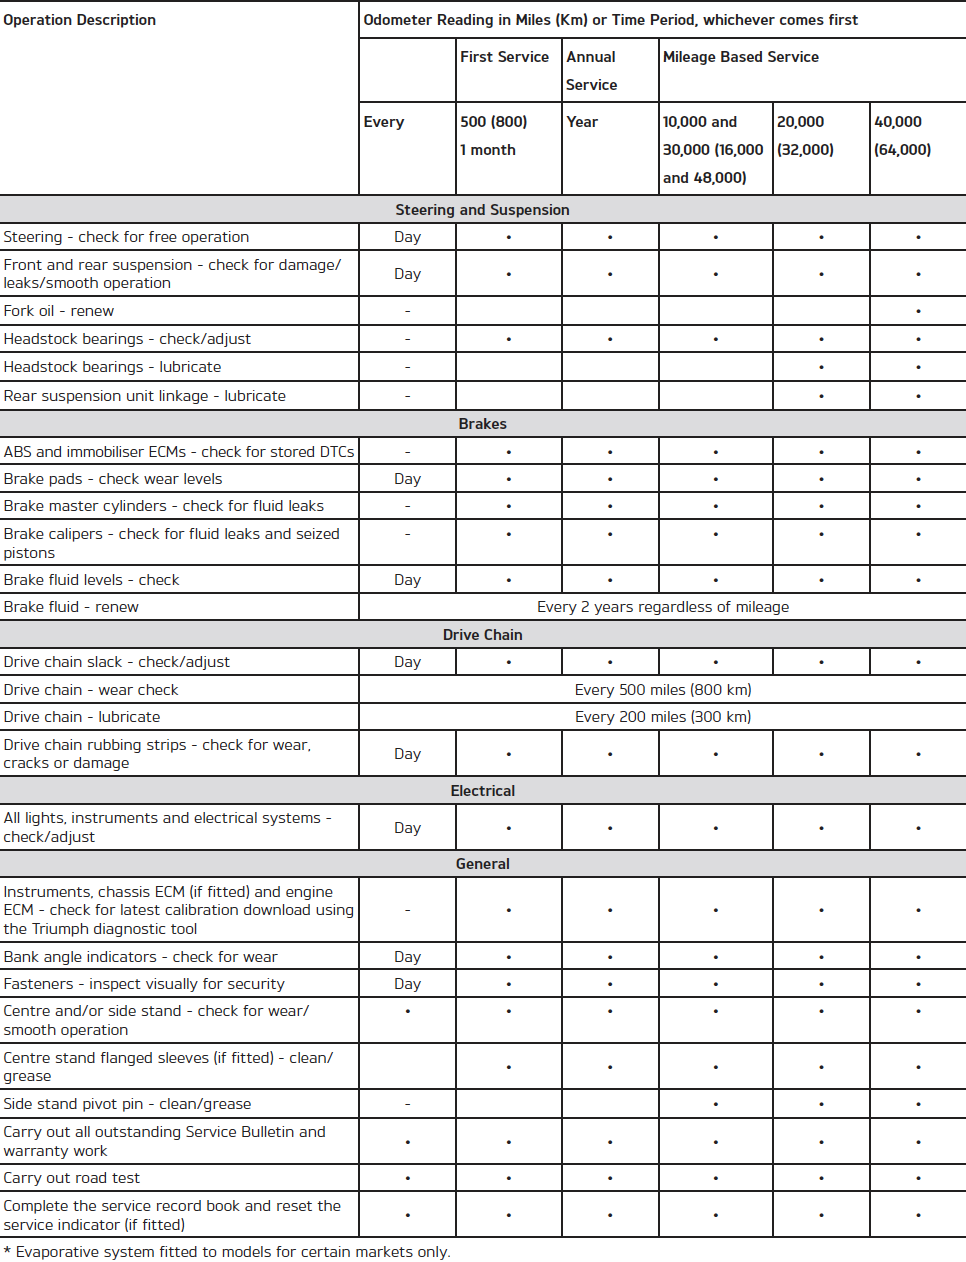 Operation Description
Odometer Reading in Miles (Km) or Time Period, whichever comes first
First Service
Annual
Service
Mileage Based Service
Every
500 (800)
1 month
Year
10,000 and
30,000 (16,000
and 48,000)
20,000
(32,000)
40,000
(64,000)
Steering and Suspension
Steering - check for free operation Day • • • • •
Front and rear suspension - check for damage/
leaks/smooth operation Day • • • • •
Fork oil - renew - •
Headstock bearings - check/adjust - • • • • •
Headstock bearings - lubricate - • •
Rear suspension unit linkage - lubricate - • •
Brakes
ABS and immobiliser ECMs - check for stored DTCs - • • • • •
Brake pads - check wear levels Day • • • • •
Brake master cylinders - check for fluid leaks - • • • • •
Brake calipers - check for fluid leaks and seized - • • • • •
pistons
Brake fluid levels - check Day • • • • •
Brake fluid - renew Every 2 years regardless of mileage
Drive Chain
Drive chain slack - check/adjust Day • • • • •
Drive chain - wear check Every 500 miles (800 km)
Drive chain - lubricate Every 200 miles (300 km)
Drive chain rubbing strips - check for wear,
cracks or damage Day • • • • •
Electrical
All lights, instruments and electrical systems -
check/adjust Day • • • • •
General
Instruments, chassis ECM (if fitted) and engine
ECM - check for latest calibration download using - • • • • •
the Triumph diagnostic tool
Bank angle indicators - check for wear Day • • • • •
Fasteners - inspect visually for security Day • • • • •
Centre and/or side stand - check for wear/ • • • • • •
smooth operation
Centre stand flanged sleeves (if fitted) - clean/
grease • • • • •
Side stand pivot pin - clean/grease - • • •
Carry out all outstanding Service Bulletin and
warranty work • • • • • •
Carry out road test • • • • • •
Complete the service record book and reset the
service indicator (if fitted) • • • • • •
* Evaporative system fitted to models for certain markets only.